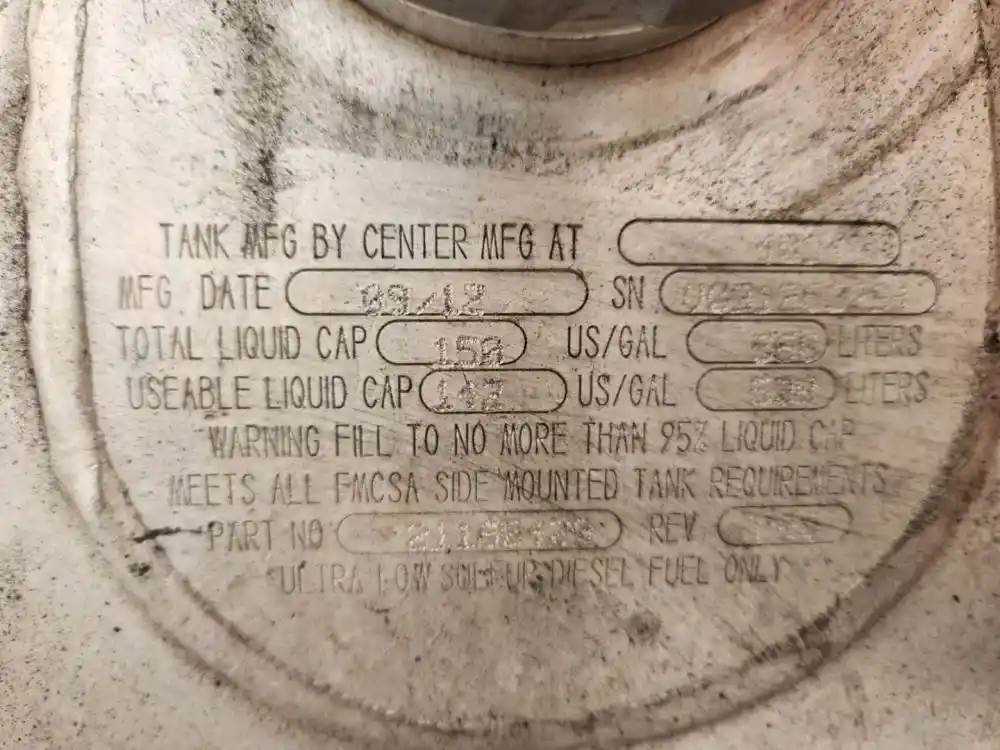 TANK MFG BY CENTER MFG AT
MFG. DATE 09/12 SN
TOTAL LIQUID CAP 150 US/GAL LITERS
USEABLE LIQUID CAP 142 US/GAL LITERS
WARNING FILL TO NO MORE THAN 95% LIQUID CAP
MEETS ALL FMCSA SIDE MOUNTED TANK REQUIREMENTS
PART NO REV
ULTRA LOW SULFUR DIESEL FUEL ONLY